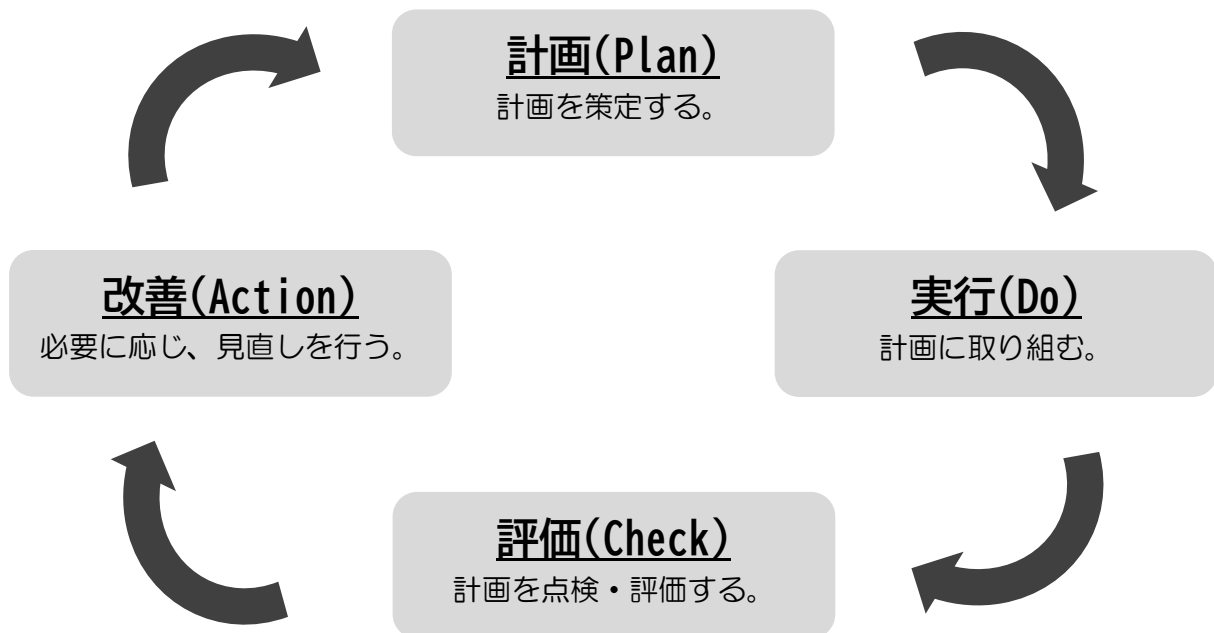 計画(Plan)
計画を策定する。
改善(Action)
必要に応じ、見直しを行う。
実行(Do)
計画に取り組む。
評価(Check)
計画を点検・評価する。